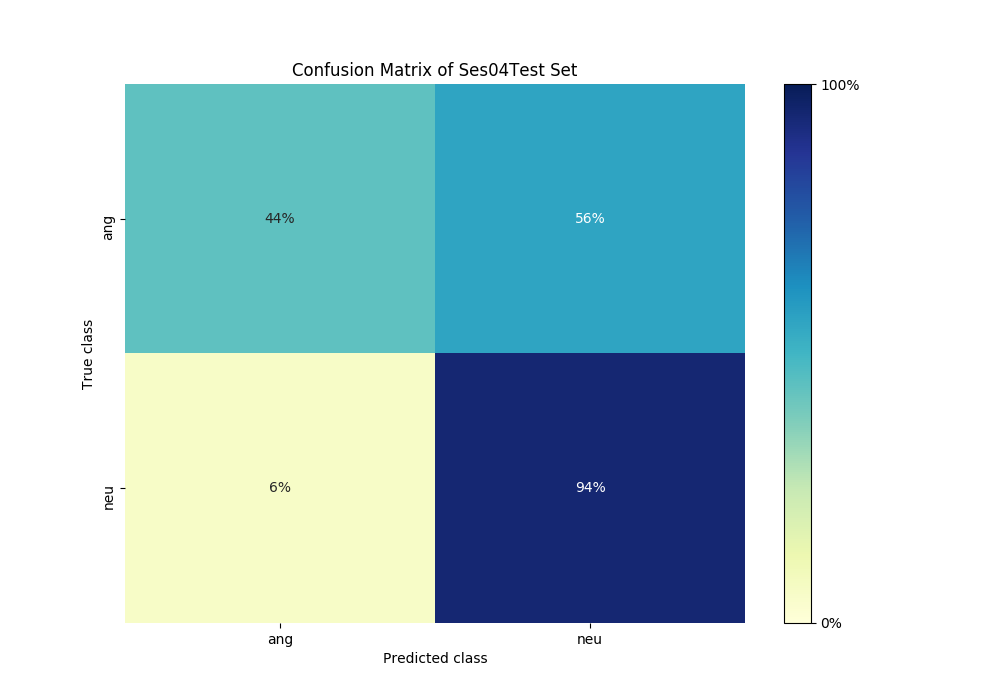 Confusion Matrix of Ses04Test Set
100%
ang
44%
56%
True class
neu
6%
94%
0%
ang
neu
Predicted class